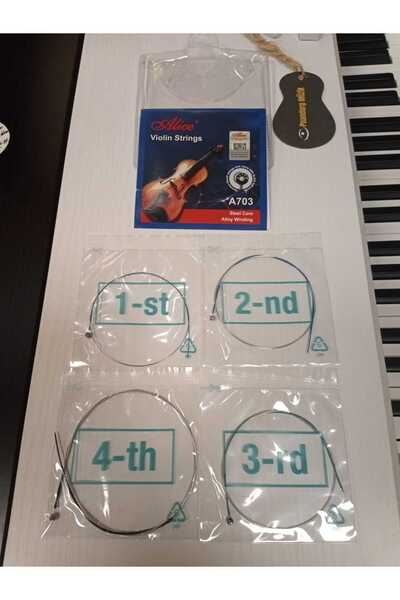 Alice
Violin Strings
A703
Steel Core
Alloy Winding
1-st
2-nd
4-th
3-rd